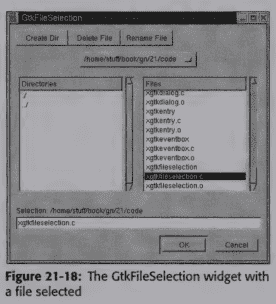 GtkFileSelection
Create Dir Delete File Rename File
/home/stuff/book/gn/21/code
Directories
./
../
Files
xgtkdialog.c
xgtkdialog.o
xgtkentry
xgtkentry.c
xgtkentry.o
xgtkeventbox
xgtkeventbox.c
xgtkeventbox.o
xgtkfileselection
xgtkfileselection.c
xgtkfileselection.o
Selection: /home/stuff/book/gn/21/code
xgtkfileselection.c
OK Cancel
Figure 21-18: The GtkFileSelection widget with
a file selected